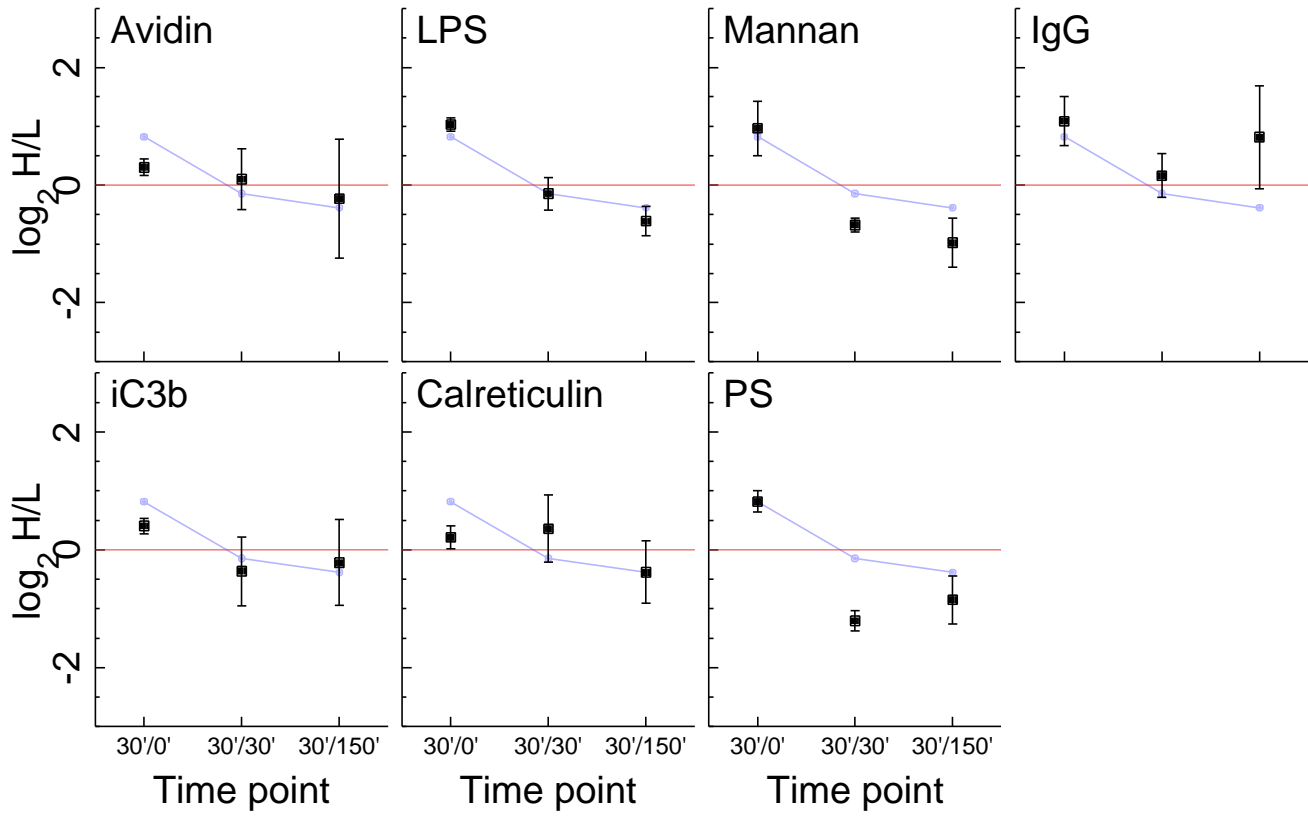 Avidin LPS Mannan IgG
2
0
-2
log2 H/L
iC3b Calreticulin PS
2
0
-2
log2 H/L
30'/0' 30'/30' 30'/150' 30'/0' 30'/30' 30'/150' 30'/0' 30'/30' 30'/150'
Time point Time point Time point